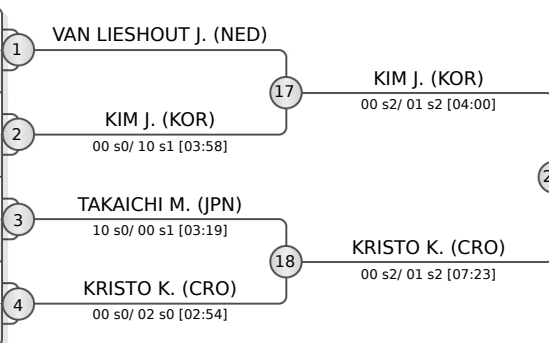 VAN LIESHOUT J. (NED)
1
KIM J. (KOR)
17
00 s2/ 01 s2 [04:00]
KIM J. (KOR)
2
00 s0/ 10 s1 [03:58]
TAKAICHI M. (JPN)
3
10 s0/ 00 s1 [03:19]
KRISTO K. (CRO)
18
00 s2/ 01 s2 [07:23]
KRISTO K. (CRO)
4
00 s0/ 02 s0 [02:54]